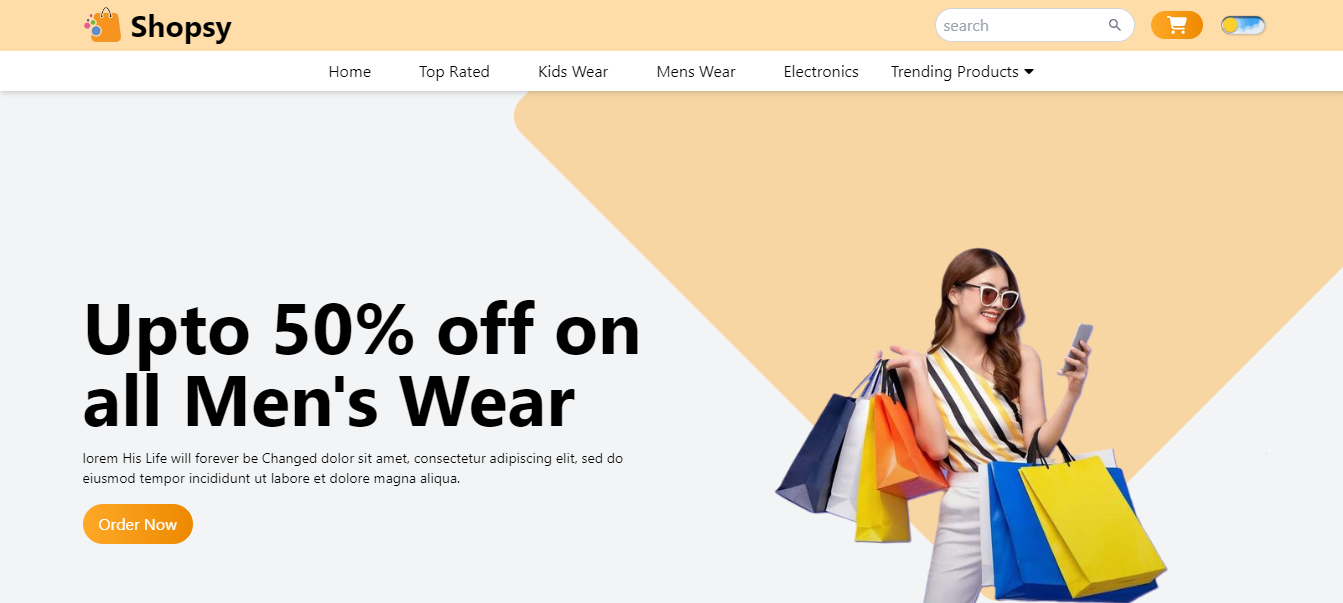 Shopsy
search
Home
Top Rated
Kids Wear
Mens Wear
Electronics
Trending Products
Upto 50% off on
all Men's Wear
lorem His Life will forever be Changed dolor sit amet, consectetur adipiscing elit, sed do
eiusmod tempor incididunt ut labore et dolore magna aliqua.
Order Now